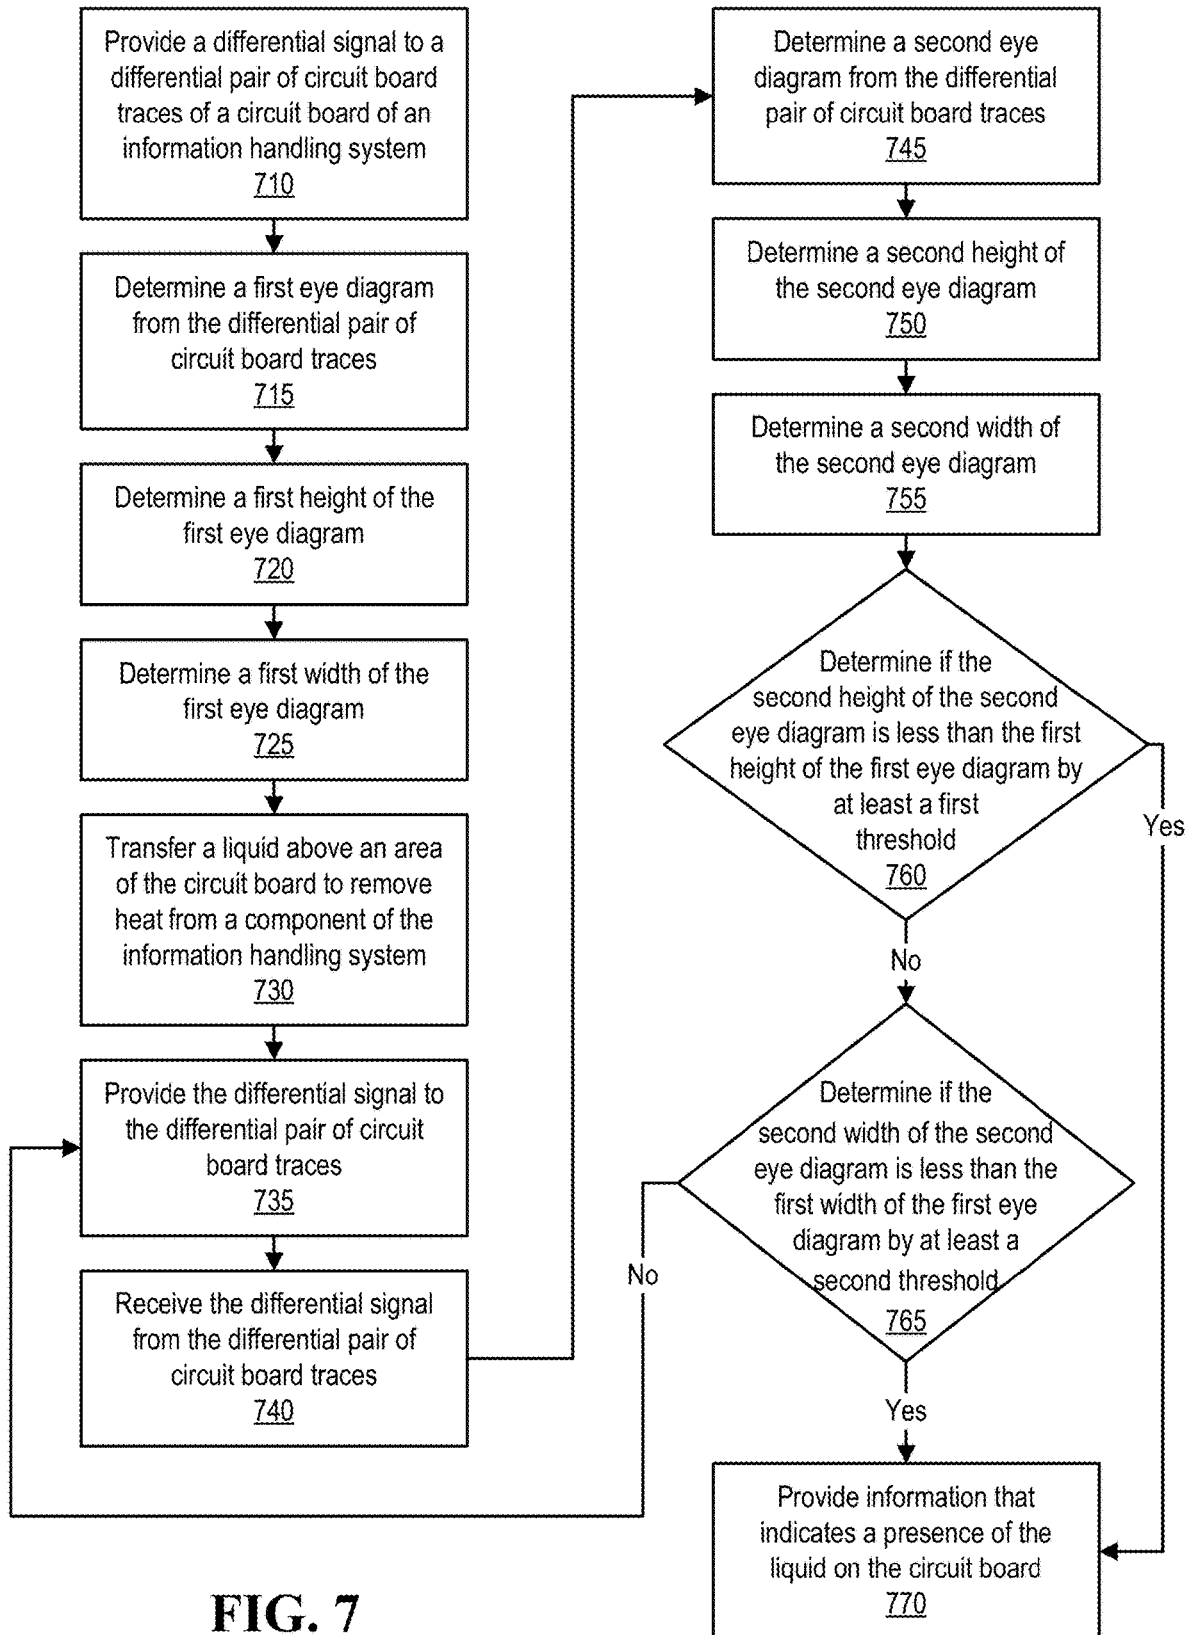 Provide a differential signal to a
differential pair of circuit board
traces of a circuit board of an
information handling system
710
Determine a first eye diagram
from the differential pair of
circuit board traces
715
Determine a first height of the
first eye diagram
720
Determine a first width of the
first eye diagram
725
Transfer a liquid above an area
of the circuit board to remove
heat from a component of the
information handling system
730
Provide the differential signal to
the differential pair of circuit
board traces
735
Receive the differential signal
from the differential pair of
circuit board traces
740
Determine a second eye
diagram from the differential
pair of circuit board traces
745
Determine a second height of
the second eye diagram
750
Determine a second width of
the second eye diagram
755
Determine if the
second height of the second
eye diagram is less than the first
height of the first eye diagram by
at least a first
threshold
760
Yes
No
Determine if the
second width of the second
eye diagram is less than the
first width of the first eye
diagram by at least a
second threshold
765
No
Yes
Provide information that
indicates a presence of the
liquid on the circuit board
770
FIG. 7